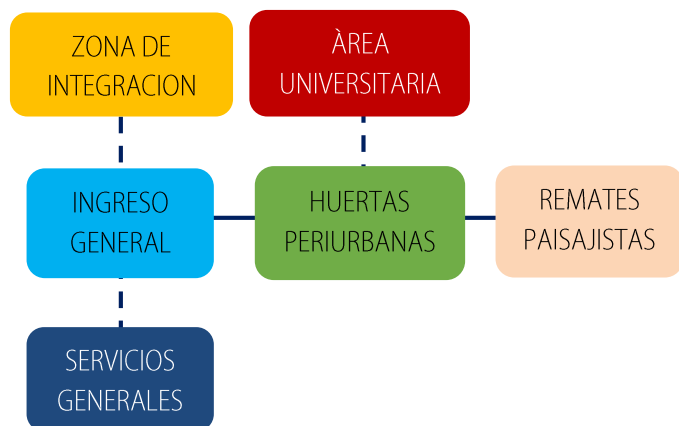 ZONA DE
INTEGRACION
ÀREA
UNIVERSITARIA
INGRESO
GENERAL
HUERTAS
PERIURBANAS
REMATES
PAISAJISTAS
SERVICIOS
GENERALES